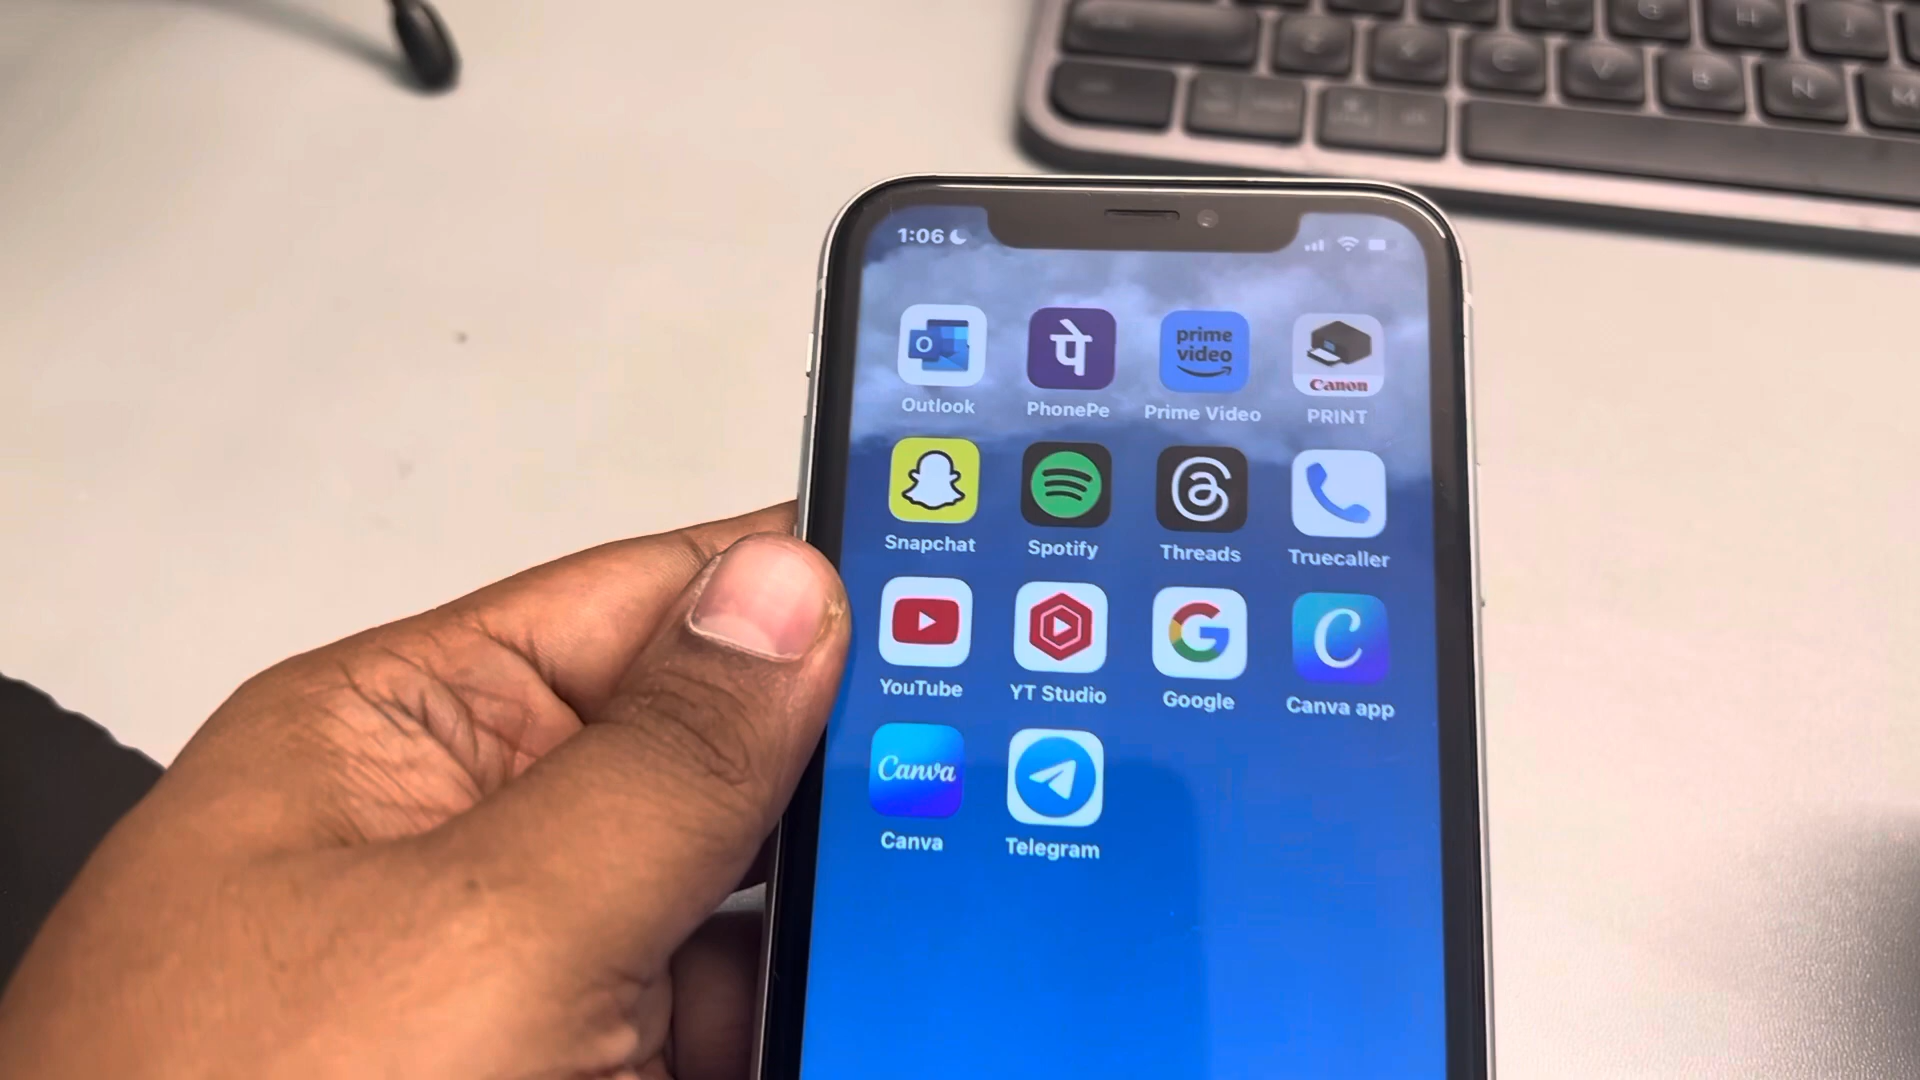 1:06
prime
video
Canon
Outlook
PhonePe
Prime Video
PRINT
Snapchat
Spotify
Threads
Truecaller
YouTube
YT Studio
Google
Canva app
Canva
Canva
Telegram
पे
O
G
C
C
V
B
N
M